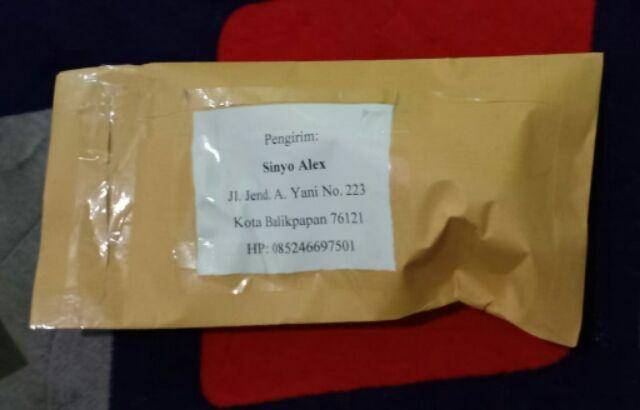 Pengirim:
Sinyo Alex
Jl. Jend. A. Yani No. 223
Kota Balikpapan 76121
HP: 085246697501